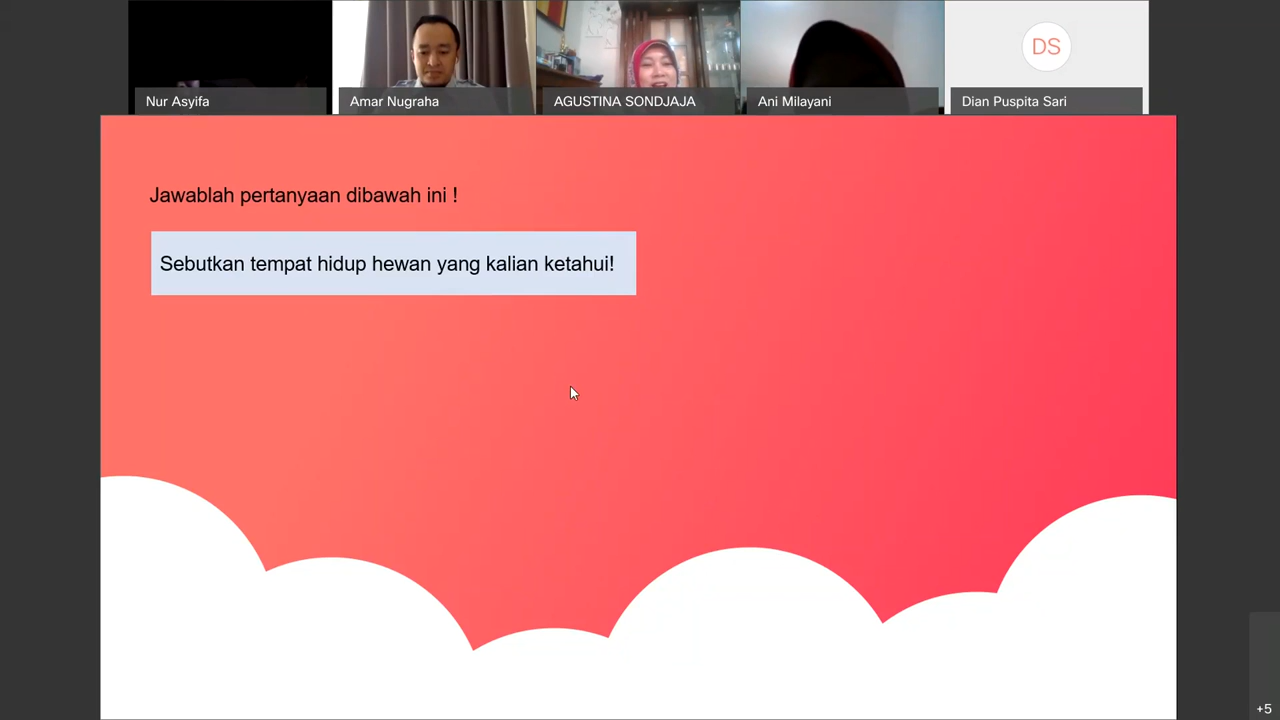 Nur Asyifa
Amar Nugraha
AGUSTINA SONDJAJA
Ani Milayani
DS
Dian Puspita Sari
Jawablah pertanyaan dibawah ini !
Sebutkan tempat hidup hewan yang kalian ketahui!
+5